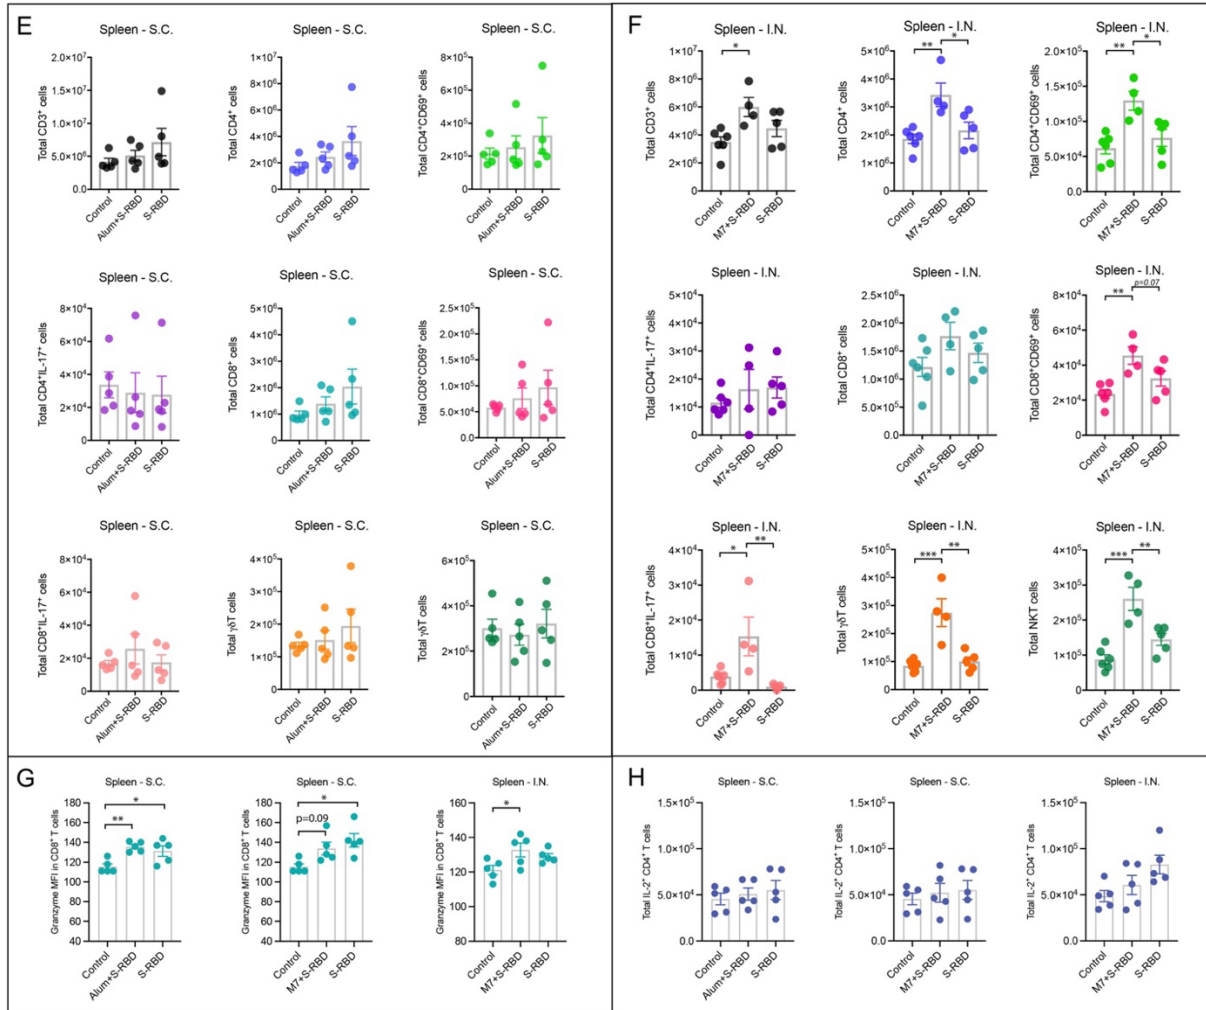 E
Spleen - S.C.
Total CD3⁺ cells
2.0×10⁷
1.5×10⁷
1.0×10⁷
5.0×10⁶
0.0
Control
Alum+S-RBD
S-RBD
Spleen - S.C.
Total CD4⁺ cells
1×10⁷
8×10⁶
6×10⁶
4×10⁶
2×10⁶
0
Control
Alum+S-RBD
S-RBD
Spleen - S.C.
Total CD4⁺CD69⁺ cells
8×10⁵
6×10⁵
4×10⁵
2×10⁵
0
Control
Alum+S-RBD
S-RBD
Spleen - S.C.
Total CD4⁺IL-17⁺ cells
8×10⁴
6×10⁴
4×10⁴
2×10⁴
0
Control
Alum+S-RBD
S-RBD
Spleen - S.C.
Total CD8⁺ cells
5×10⁶
4×10⁶
3×10⁶
2×10⁶
1×10⁶
0
Control
Alum+S-RBD
S-RBD
Spleen - S.C.
Total CD8⁺CD69⁺ cells
2.5×10⁵
2.0×10⁵
1.5×10⁵
1.0×10⁵
5.0×10⁴
0.0
Control
Alum+S-RBD
S-RBD
Spleen - S.C.
Total CD8⁺IL-17⁺ cells
8×10⁴
6×10⁴
4×10⁴
2×10⁴
0
Control
Alum+S-RBD
S-RBD
Spleen - S.C.
Total γδT cells
4×10⁵
3×10⁵
2×10⁵
1×10⁵
0
Control
Alum+S-RBD
S-RBD
Spleen - S.C.
Total γδT cells
6×10⁵
4×10⁵
2×10⁵
0
Control
Alum+S-RBD
S-RBD
F
Spleen - I.N.
Total CD3⁺ cells
1×10⁷
8×10⁶
6×10⁶
4×10⁶
2×10⁶
0
*
Control
M7+S-RBD
S-RBD
Spleen - I.N.
Total CD4⁺ cells
5×10⁶
4×10⁶
3×10⁶
2×10⁶
1×10⁶
0
** *
Control
M7+S-RBD
S-RBD
Spleen - I.N.
Total CD4⁺CD69⁺ cells
2.0×10⁵
1.5×10⁵
1.0×10⁵
5.0×10⁴
0.0
** *
Control
M7+S-RBD
S-RBD
Spleen - I.N.
Total CD4⁺IL-17⁺ cells
5×10⁴
4×10⁴
3×10⁴
2×10⁴
1×10⁴
0
Control
M7+S-RBD
S-RBD
Spleen - I.N.
Total CD8⁺ cells
2.5×10⁶
2.0×10⁶
1.5×10⁶
1.0×10⁶
5.0×10⁵
0.0
Control
M7+S-RBD
S-RBD
Spleen - I.N.
Total CD8⁺CD69⁺ cells
8×10⁴
6×10⁴
4×10⁴
2×10⁴
0
** p=0.07
Control
M7+S-RBD
S-RBD
Spleen - I.N.
Total CD8⁺IL-17⁺ cells
4×10⁴
3×10⁴
2×10⁴
1×10⁴
0
* **
Control
M7+S-RBD
S-RBD
Spleen - I.N.
Total γδT cells
5×10⁵
4×10⁵
3×10⁵
2×10⁵
1×10⁵
0
*** **
Control
M7+S-RBD
S-RBD
Spleen - I.N.
Total NKT cells
4×10⁵
3×10⁵
2×10⁵
1×10⁵
0
*** **
Control
M7+S-RBD
S-RBD
G
Spleen - S.C.
Granzyme MFI in CD8⁺ T cells
180
160
140
120
100
80
60
40
*
**
Control
Alum+S-RBD
S-RBD
Spleen - S.C.
Granzyme MFI in CD8⁺ T cells
180
160
140
120
100
80
60
40
*
p=0.09
Control
M7+S-RBD
S-RBD
Spleen - I.N.
Granzyme MFI in CD8⁺ T cells
160
140
120
100
80
*
Control
M7+S-RBD
S-RBD
H
Spleen - S.C.
Total IL-2⁺ CD4⁺ T cells
1.5×10⁵
1.0×10⁵
5.0×10⁴
0.0
Control
Alum+S-RBD
S-RBD
Spleen - S.C.
Total IL-2⁺ CD4⁺ T cells
1.5×10⁵
1.0×10⁵
5.0×10⁴
0.0
Control
M7+S-RBD
S-RBD
Spleen - I.N.
Total IL-2⁺ CD4⁺ T cells
1.5×10⁵
1.0×10⁵
5.0×10⁴
0.0
Control
M7+S-RBD
S-RBD